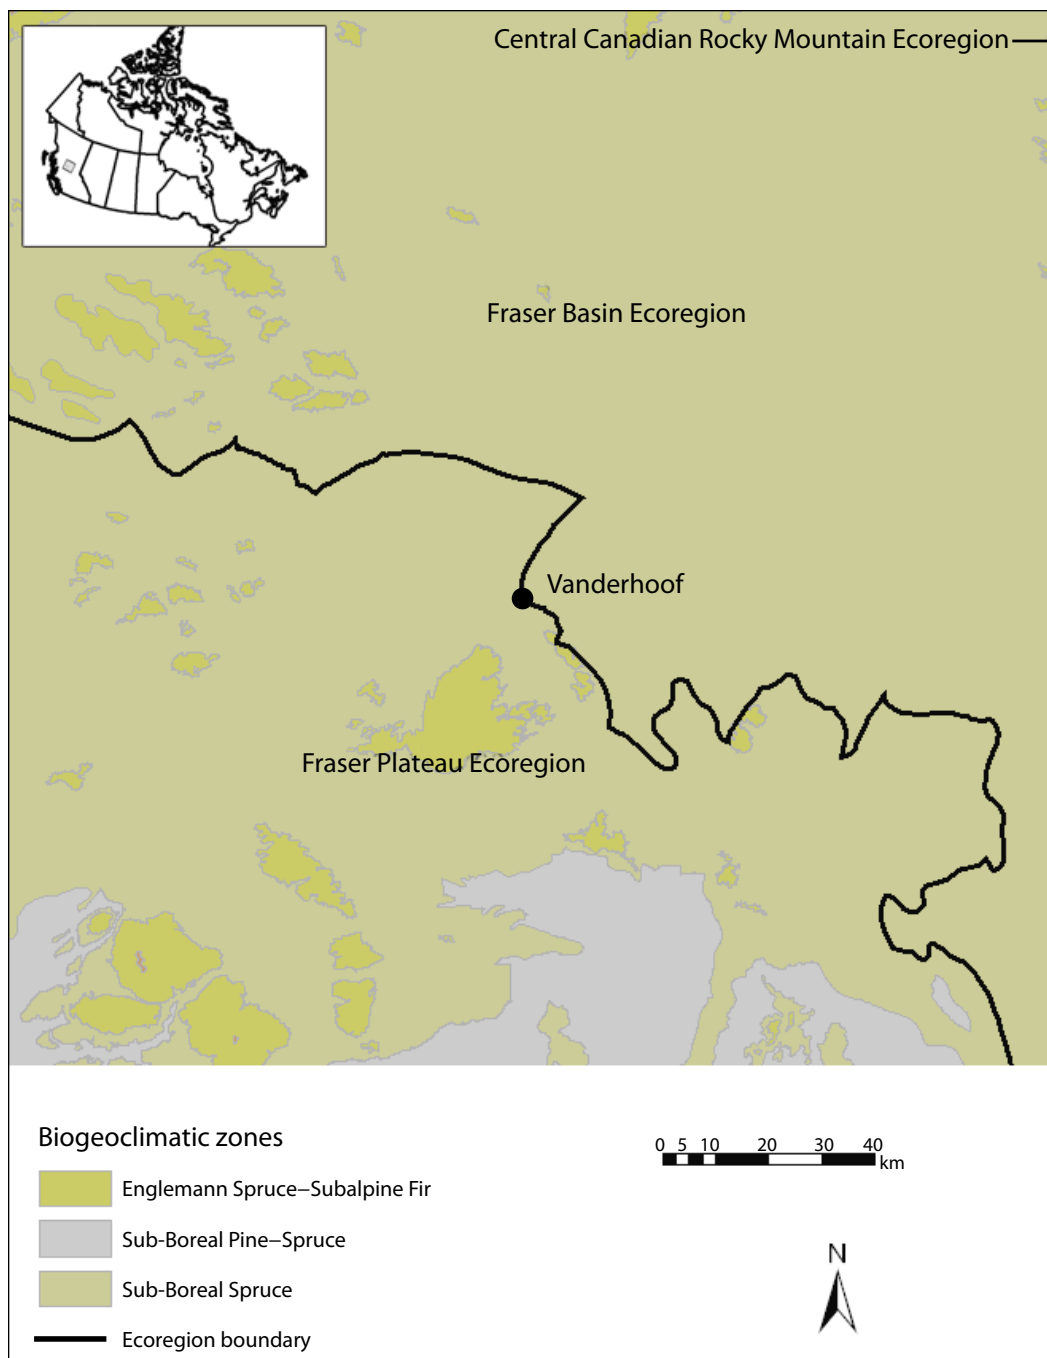 Central Canadian Rocky Mountain Ecoregion
Fraser Basin Ecoregion
Vanderhoof
Fraser Plateau Ecoregion
Biogeoclimatic zones
Englemann Spruce–Subalpine Fir
Sub-Boreal Pine–Spruce
Sub-Boreal Spruce
Ecoregion boundary
0 5 10 20 30 40
km
N